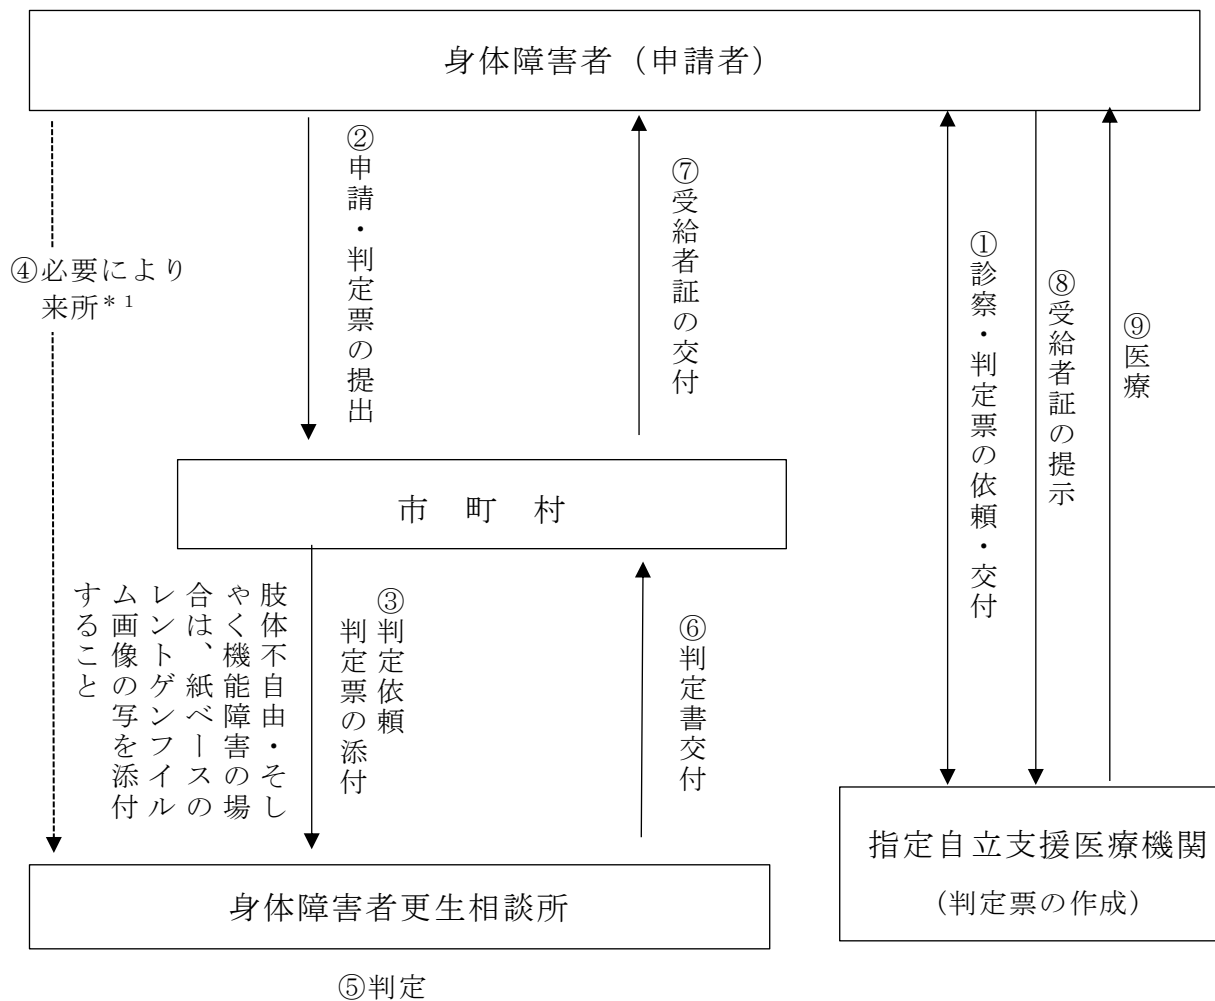 身体障害者（申請者）
④必要により
来所＊１
②申請・判定票の提出
⑦受給者証の交付
①診察・判定票の依頼・交付
⑧受給者証の提示
⑨医療
市　町　村
肢体不自由・そし
ゃく機能障害の場
合は、紙ベースの
レントゲンフイル
ム画像の写を添付
すること
③判定依頼
判定票の添付
⑥判定書交付
指定自立支援医療機関
（判定票の作成）
身体障害者更生相談所
⑤判定